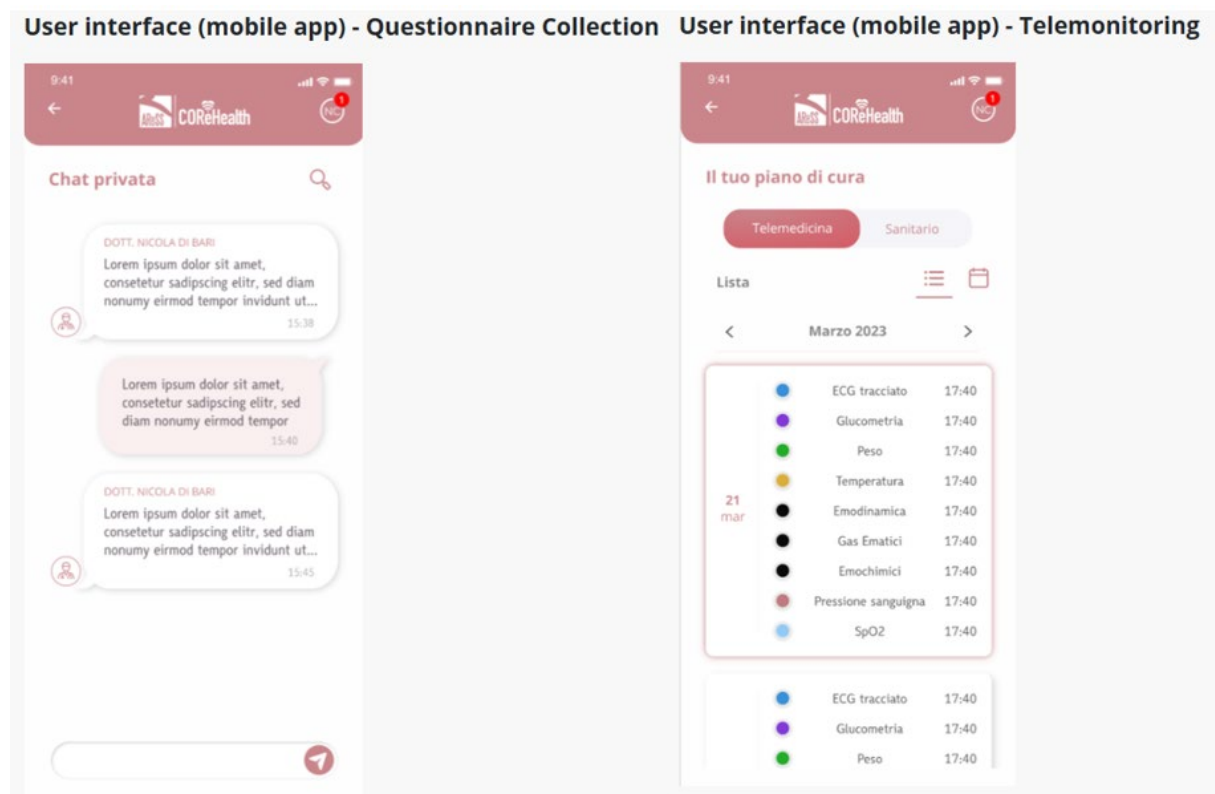 User interface (mobile app) - Questionnaire Collection
9:41
AReSS COReHealth
NC
1
Chat privata
DOTT. NICOLA DI BARI
Lorem ipsum dolor sit amet,
consetetur sadipscing elitr, sed diam
nonumy eirmod tempor invidunt ut...
15:38
Lorem ipsum dolor sit amet,
consetetur sadipscing elitr, sed
diam nonumy eirmod tempor
15:40
DOTT. NICOLA DI BARI
Lorem ipsum dolor sit amet,
consetetur sadipscing elitr, sed diam
nonumy eirmod tempor invidunt ut...
15:45
User interface (mobile app) - Telemonitoring
9:41
AReSS COReHealth
NC
1
Il tuo piano di cura
Telemedicina Sanitario
Lista
Marzo 2023
21
mar
ECG tracciato 17:40
Glucometria 17:40
Peso 17:40
Temperatura 17:40
Emodinamica 17:40
Gas Ematici 17:40
Emochimici 17:40
Pressione sanguigna 17:40
SpO2 17:40
ECG tracciato 17:40
Glucometria 17:40
Peso 17:40